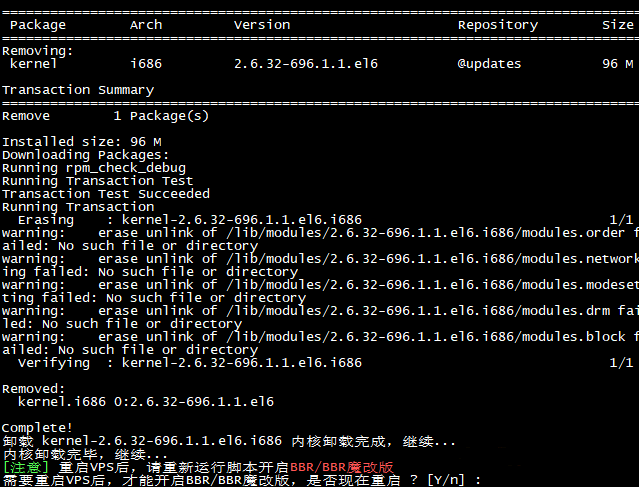 ================================================================================
Package Arch Version Repository Size
================================================================================
Removing:
kernel i686 2.6.32-696.1.1.el6 @updates 96 M
Transaction Summary
================================================================================
Remove 1 Package(s)
Installed size: 96 M
Downloading Packages:
Running rpm_check_debug
Running Transaction Test
Transaction Test Succeeded
Running Transaction
Erasing : kernel-2.6.32-696.1.1.el6.i686 1/1
warning: erase unlink of /lib/modules/2.6.32-696.1.1.el6.i686/modules.order f
ailed: No such file or directory
warning: erase unlink of /lib/modules/2.6.32-696.1.1.el6.i686/modules.network
ing failed: No such file or directory
warning: erase unlink of /lib/modules/2.6.32-696.1.1.el6.i686/modules.modeset
ting failed: No such file or directory
warning: erase unlink of /lib/modules/2.6.32-696.1.1.el6.i686/modules.drm fai
led: No such file or directory
warning: erase unlink of /lib/modules/2.6.32-696.1.1.el6.i686/modules.block f
ailed: No such file or directory
Verifying : kernel-2.6.32-696.1.1.el6.i686 1/1
Removed:
kernel.i686 0:2.6.32-696.1.1.el6
Complete!
卸载 kernel-2.6.32-696.1.1.el6.i686 内核卸载完成，继续...
内核卸载完毕，继续...
[注意] 重启VPS后，请重新运行脚本开启BBR/BBR魔改版
需要重启VPS后，才能开启BBR/BBR魔改版，是否现在重启 ? [Y/n] :